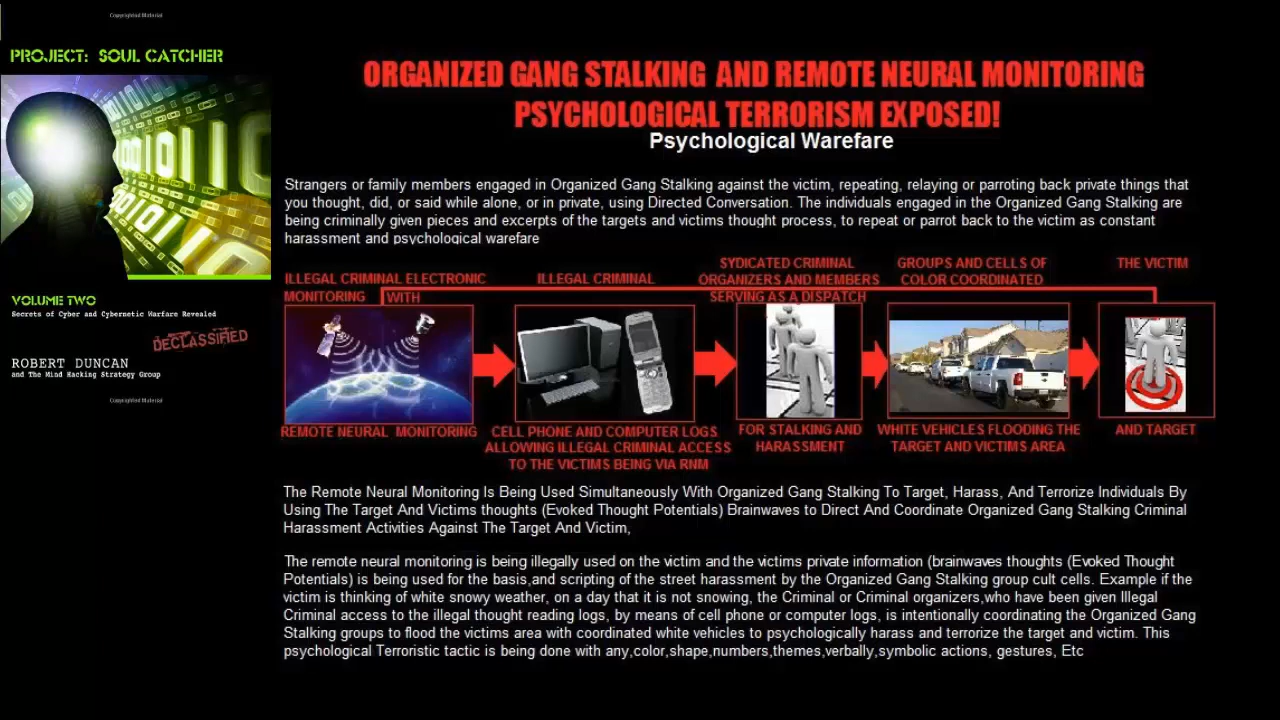 Copyrighted Material
PROJECT: SOUL CATCHER
VOLUME TWO
Secrets of Cyber and Cybernetic Warfare Revealed
DECLASSIFIED
ROBERT DUNCAN
and The Mind Hacking Strategy Group
Copyrighted Material
ORGANIZED GANG STALKING AND REMOTE NEURAL MONITORING
PSYCHOLOGICAL TERRORISM EXPOSED!
Psychological Warefare
Strangers or family members engaged in Organized Gang Stalking against the victim, repeating, relaying or parroting back private things that
you thought, did, or said while alone, or in private, using Directed Conversation. The individuals engaged in the Organized Gang Stalking are
being criminally given pieces and excerpts of the targets and victims thought process, to repeat or parrot back to the victim as constant
harassment and psychological warefare
ILLEGAL CRIMINAL ELECTRONIC
MONITORING WITH
REMOTE NEURAL MONITORING
ILLEGAL CRIMINAL
CELL PHONE AND COMPUTER LOGS
ALLOWING ILLEGAL CRIMINAL ACCESS
TO THE VICTIMS BEING VIA RNM
SYDICATED CRIMINAL
ORGANIZERS AND MEMBERS
SERVING AS A DISPATCH
FOR STALKING AND
HARASSMENT
GROUPS AND CELLS OF
COLOR COORDINATED
WHITE VEHICLES FLOODING THE
TARGET AND VICTIMS AREA
THE VICTIM
AND TARGET
The Remote Neural Monitoring Is Being Used Simultaneously With Organized Gang Stalking To Target, Harass, And Terrorize Individuals By
Using The Target And Victims thoughts (Evoked Thought Potentials) Brainwaves to Direct And Coordinate Organized Gang Stalking Criminal
Harassment Activities Against The Target And Victim,
The remote neural monitoring is being illegally used on the victim and the victims private information (brainwaves thoughts (Evoked Thought
Potentials) is being used for the basis,and scripting of the street harassment by the Organized Gang Stalking group cult cells. Example if the
victim is thinking of white snowy weather, on a day that it is not snowing, the Criminal or Criminal organizers,who have been given Illegal
Criminal access to the illegal thought reading logs, by means of cell phone or computer logs, is intentionally coordinating the Organized Gang
Stalking groups to flood the victims area with coordinated white vehicles to psychologically harass and terrorize the target and victim. This
psychological Terroristic tactic is being done with any,color,shape,numbers,themes,verbally,symbolic actions, gestures, Etc